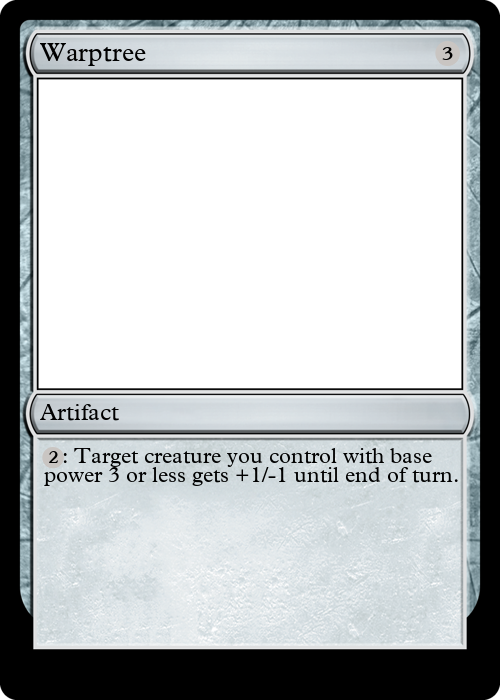 Warptree 3
Artifact
2: Target creature you control with base
power 3 or less gets +1/-1 until end of turn.